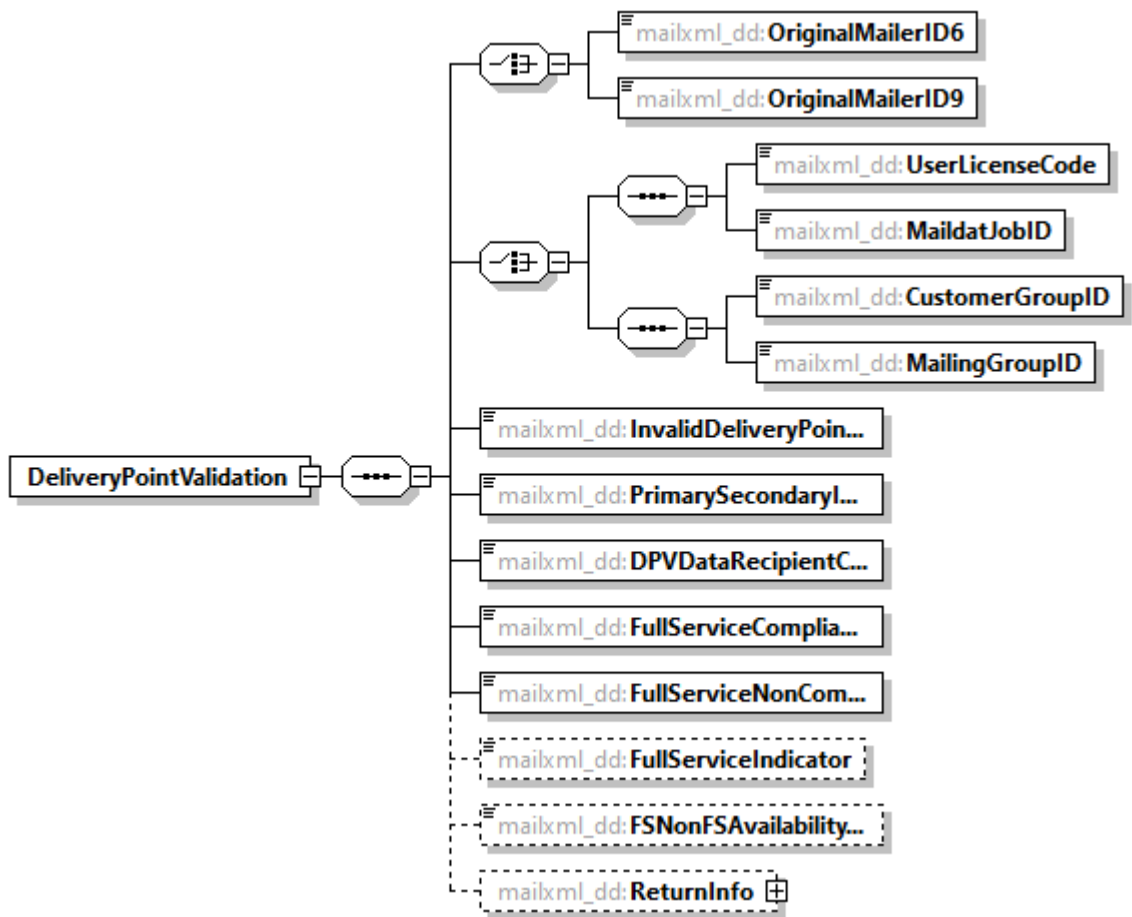 mailxml_dd:OriginalMailerID6
mailxml_dd:OriginalMailerID9
mailxml_dd:UserLicenseCode
mailxml_dd:MaildatJobID
mailxml_dd:CustomerGroupID
mailxml_dd:MailingGroupID
mailxml_dd:InvalidDeliveryPoin...
DeliveryPointValidation
mailxml_dd:PrimarySecondaryI...
mailxml_dd:DPVDataRecipientC...
mailxml_dd:FullServiceComplia...
mailxml_dd:FullServiceNonCom...
mailxml_dd:FullServiceIndicator
mailxml_dd:FSNonFSAvailability...
mailxml_dd:ReturnInfo